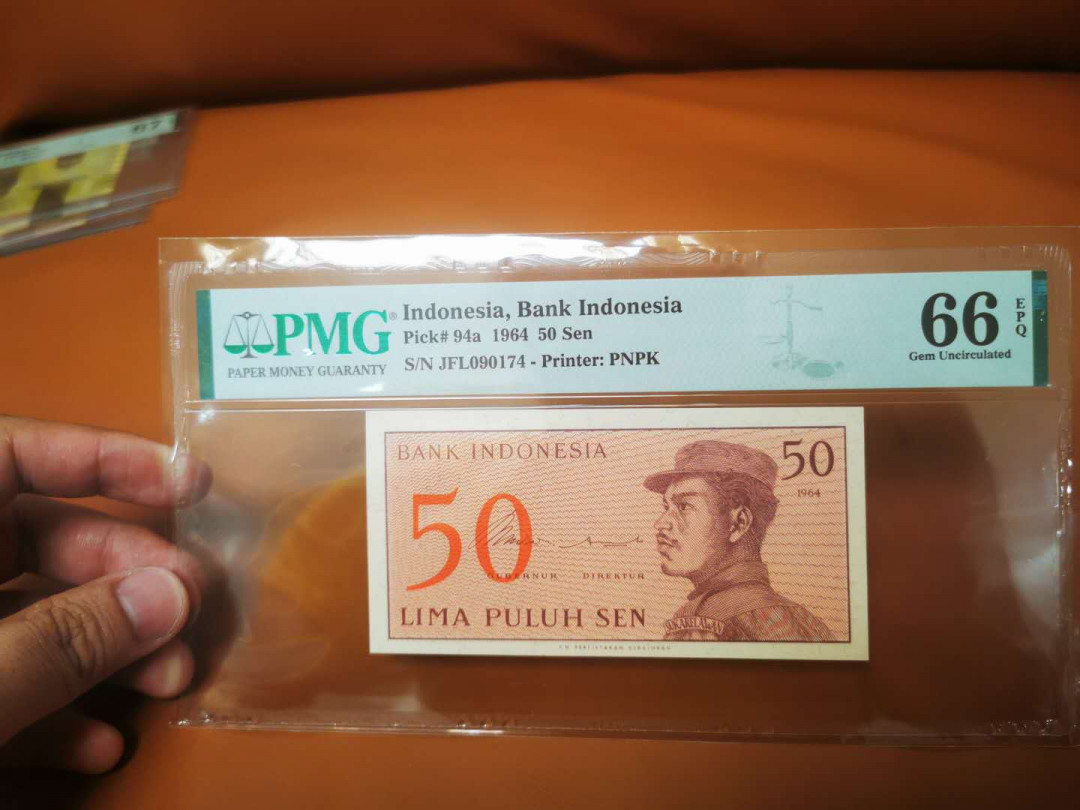 67
PMG®
PAPER MONEY GUARANTY
Indonesia, Bank Indonesia
Pick# 94a 1964 50 Sen
S/N JFL090174 - Printer: PNPK
66
EPQ
Gem Uncirculated
BANK INDONESIA
50
1964
50
GUBERNUR DIREKTUR
LIMA PULUH SEN
SUKARELAWAN